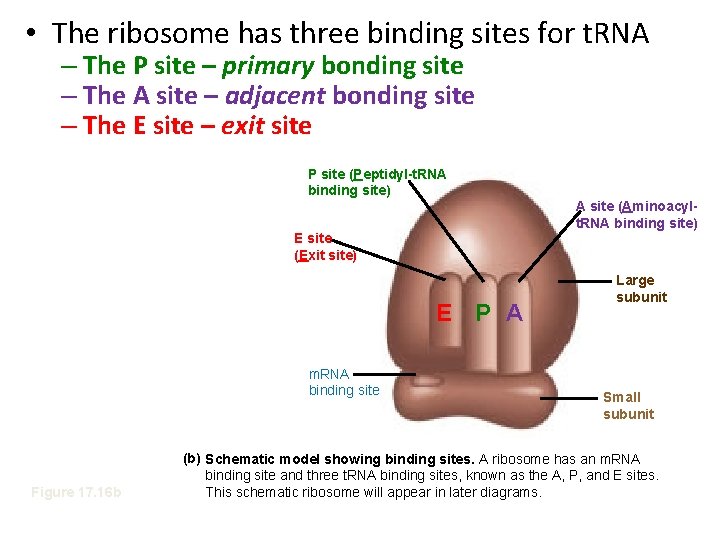 • The ribosome has three binding sites for t.RNA
– The P site – primary bonding site
– The A site – adjacent bonding site
– The E site – exit site
P site (Peptidyl-t.RNA
binding site)
A site (Aminoacyl-
t.RNA binding site)
E site
(Exit site)
Large
subunit
E P A
m.RNA
binding site
Small
subunit
(b) Schematic model showing binding sites. A ribosome has an m.RNA
binding site and three t.RNA binding sites, known as the A, P, and E sites.
This schematic ribosome will appear in later diagrams.
Figure 17.16b